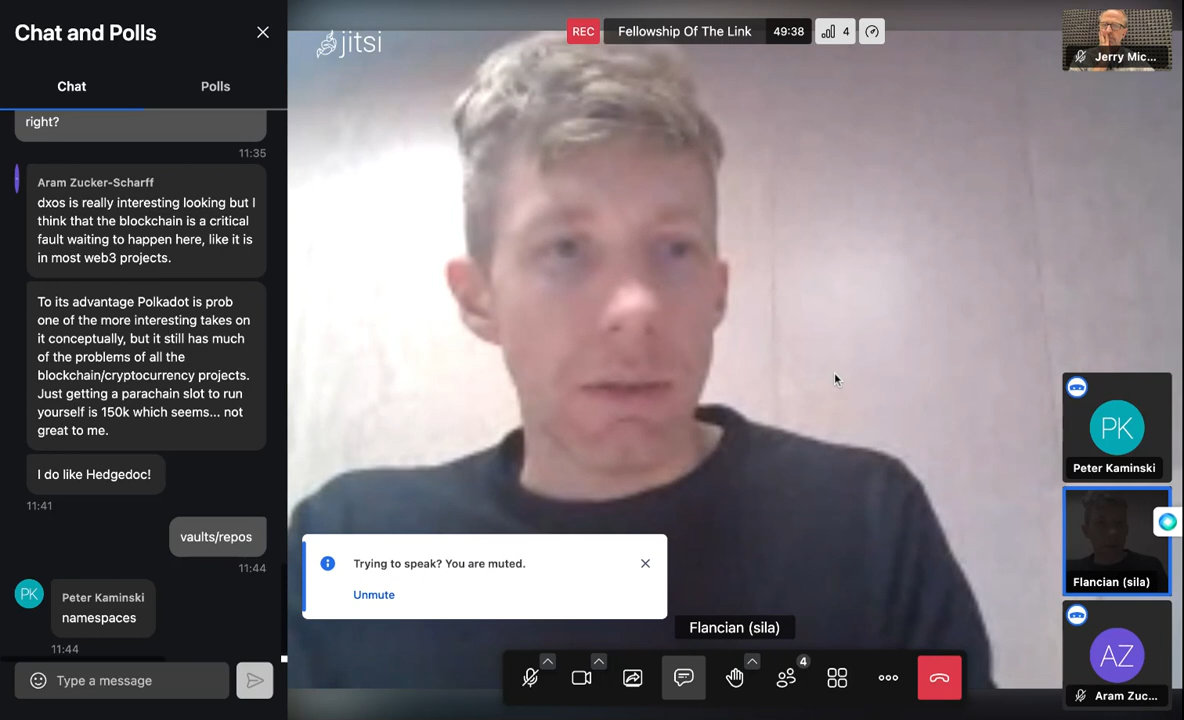 Chat and Polls
Chat
Polls
right?
11:35
Aram Zucker-Scharff
dxos is really interesting looking but I
think that the blockchain is a critical
fault waiting to happen here, like it is
in most web3 projects.
To its advantage Polkadot is prob
one of the more interesting takes on
it conceptually, but it still has much
of the problems of all the
blockchain/cryptocurrency projects.
Just getting a parachain slot to run
yourself is 150k which seems... not
great to me.
I do like Hedgedoc!
11:41
vaults/repos
11:44
PK
Peter Kaminski
namespaces
11:44
Type a message
jitsi
REC
Fellowship Of The Link
49:38
4
Jerry Mic...
PK
Peter Kaminski
Flancian (sila)
AZ
Aram Zuc...
Trying to speak? You are muted.
Unmute
Flancian (sila)
4